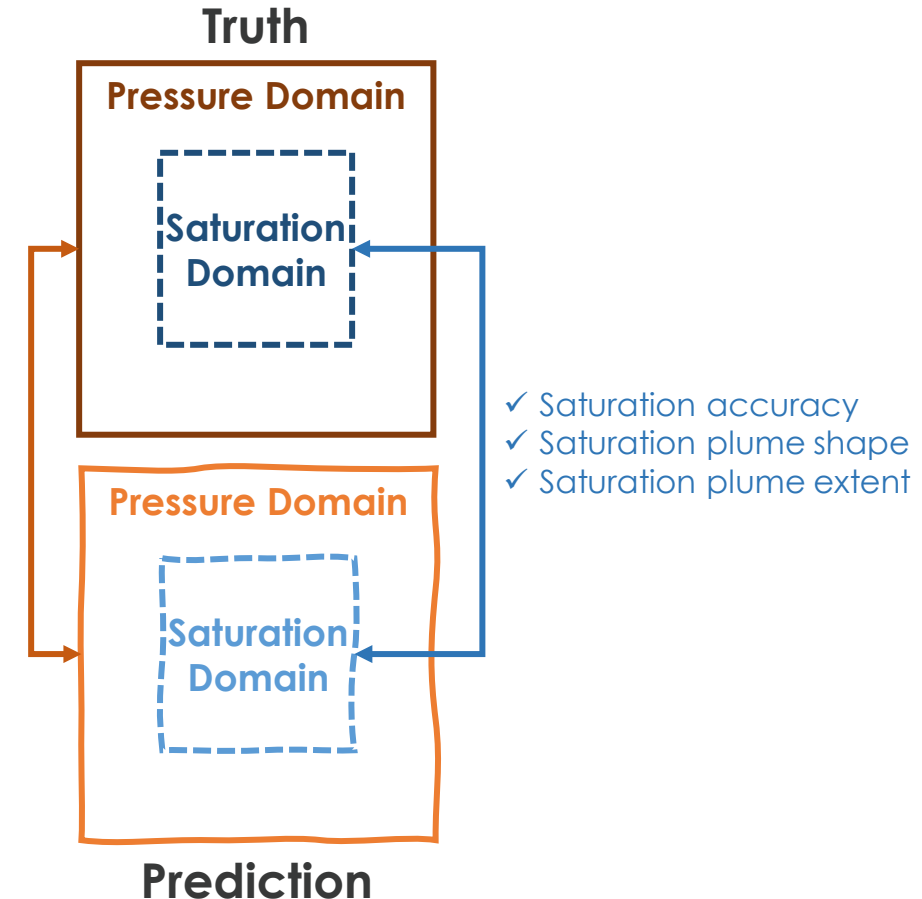 Truth
Pressure Domain
Saturation
Domain
✓ Saturation accuracy
✓ Saturation plume shape
✓ Saturation plume extent
Pressure Domain
Saturation
Domain
Prediction